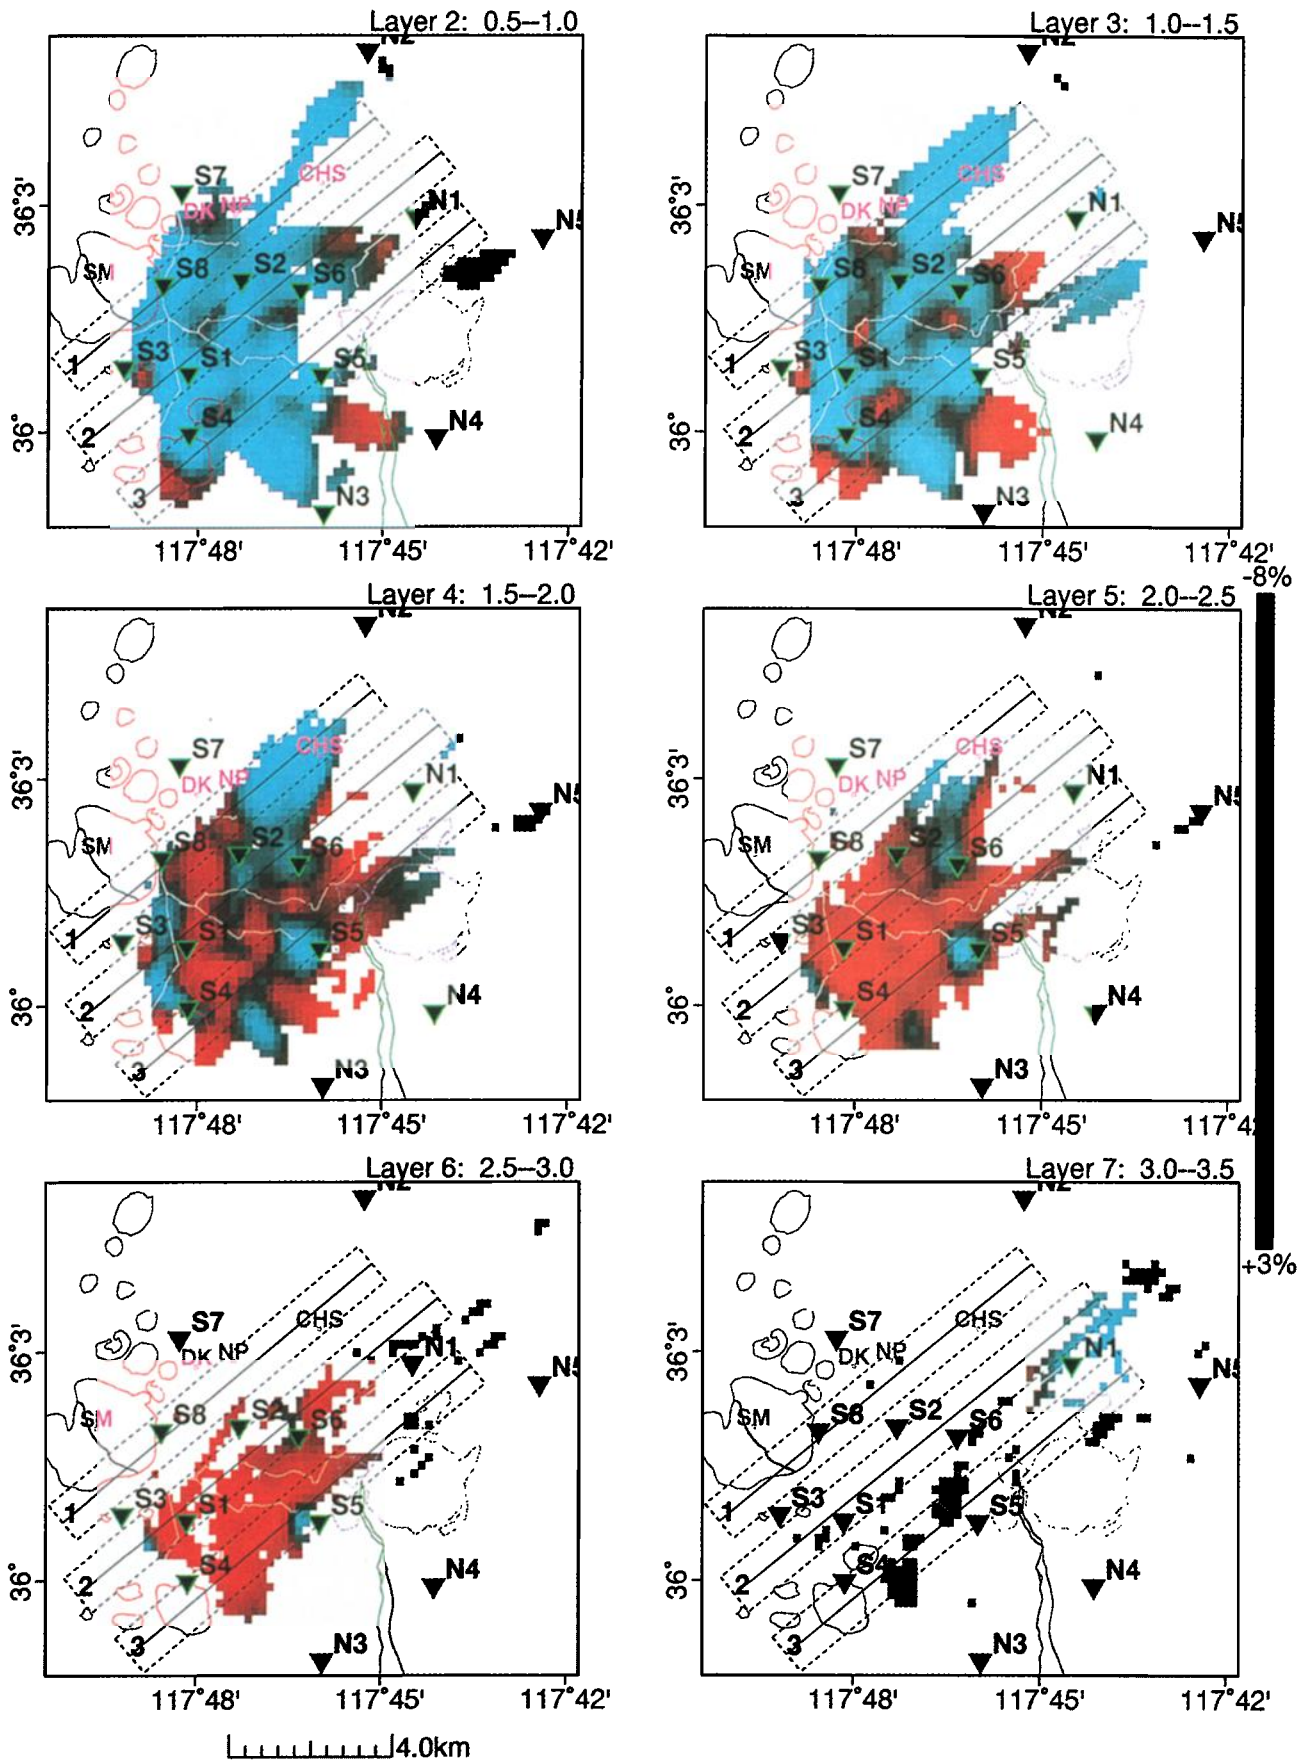 Layer 2: 0.5–1.0
N2
S7
CHS
DK NP
N1
N5
36°3'
SM
S8
S2
S6
1
S3
S1
S5
36°
2
S4
N4
3
N3
117°48'
117°45'
117°42'
Layer 3: 1.0--1.5
N2
S7
CHS
DK NP
N1
N5
36°3'
SM
S8
S2
S6
1
S3
S1
S5
36°
2
S4
N4
3
N3
117°48'
117°45'
117°42'
-8%
+3%
Layer 4: 1.5–2.0
N2
S7
CHS
DK NP
N1
N5
36°3'
SM
S8
S2
S6
1
S3
S1
S5
36°
2
S4
N4
3
N3
117°48'
117°45'
117°42'
Layer 5: 2.0--2.5
N2
S7
CHS
DK NP
N1
N5
36°3'
SM
S8
S2
S6
1
S3
S1
S5
36°
2
S4
N4
3
N3
117°48'
117°45'
117°42'
Layer 6: 2.5–3.0
N2
S7
CHS
DK NP
N1
N5
36°3'
SM
S8
S2
S6
1
S3
S1
S5
36°
2
S4
N4
3
N3
117°48'
117°45'
117°42'
Layer 7: 3.0--3.5
N2
S7
CHS
DK NP
N1
N5
36°3'
SM
S8
S2
S6
1
S3
S1
S5
36°
2
S4
N4
3
N3
117°48'
117°45'
117°42'
4.0km